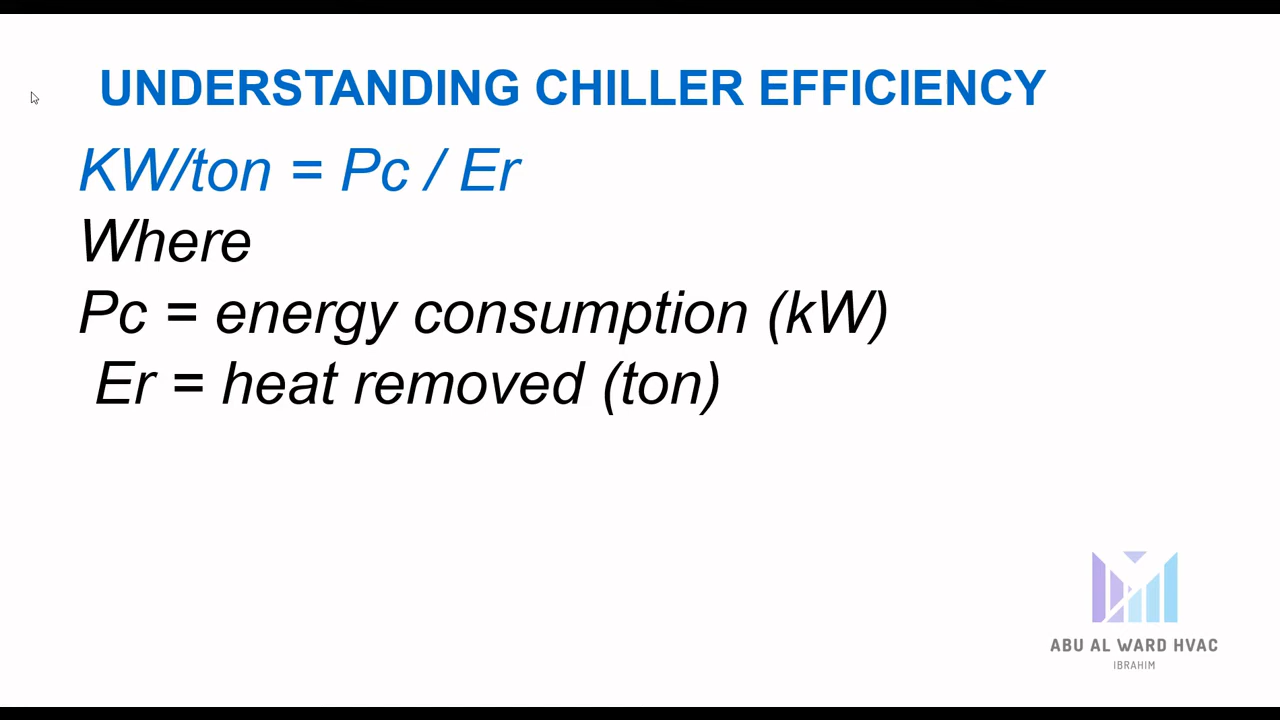 UNDERSTANDING CHILLER EFFICIENCY
KW/ton = Pc / Er
Where
Pc = energy consumption (kW)
Er = heat removed (ton)
ABU AL WARD HVAC
IBRAHIM